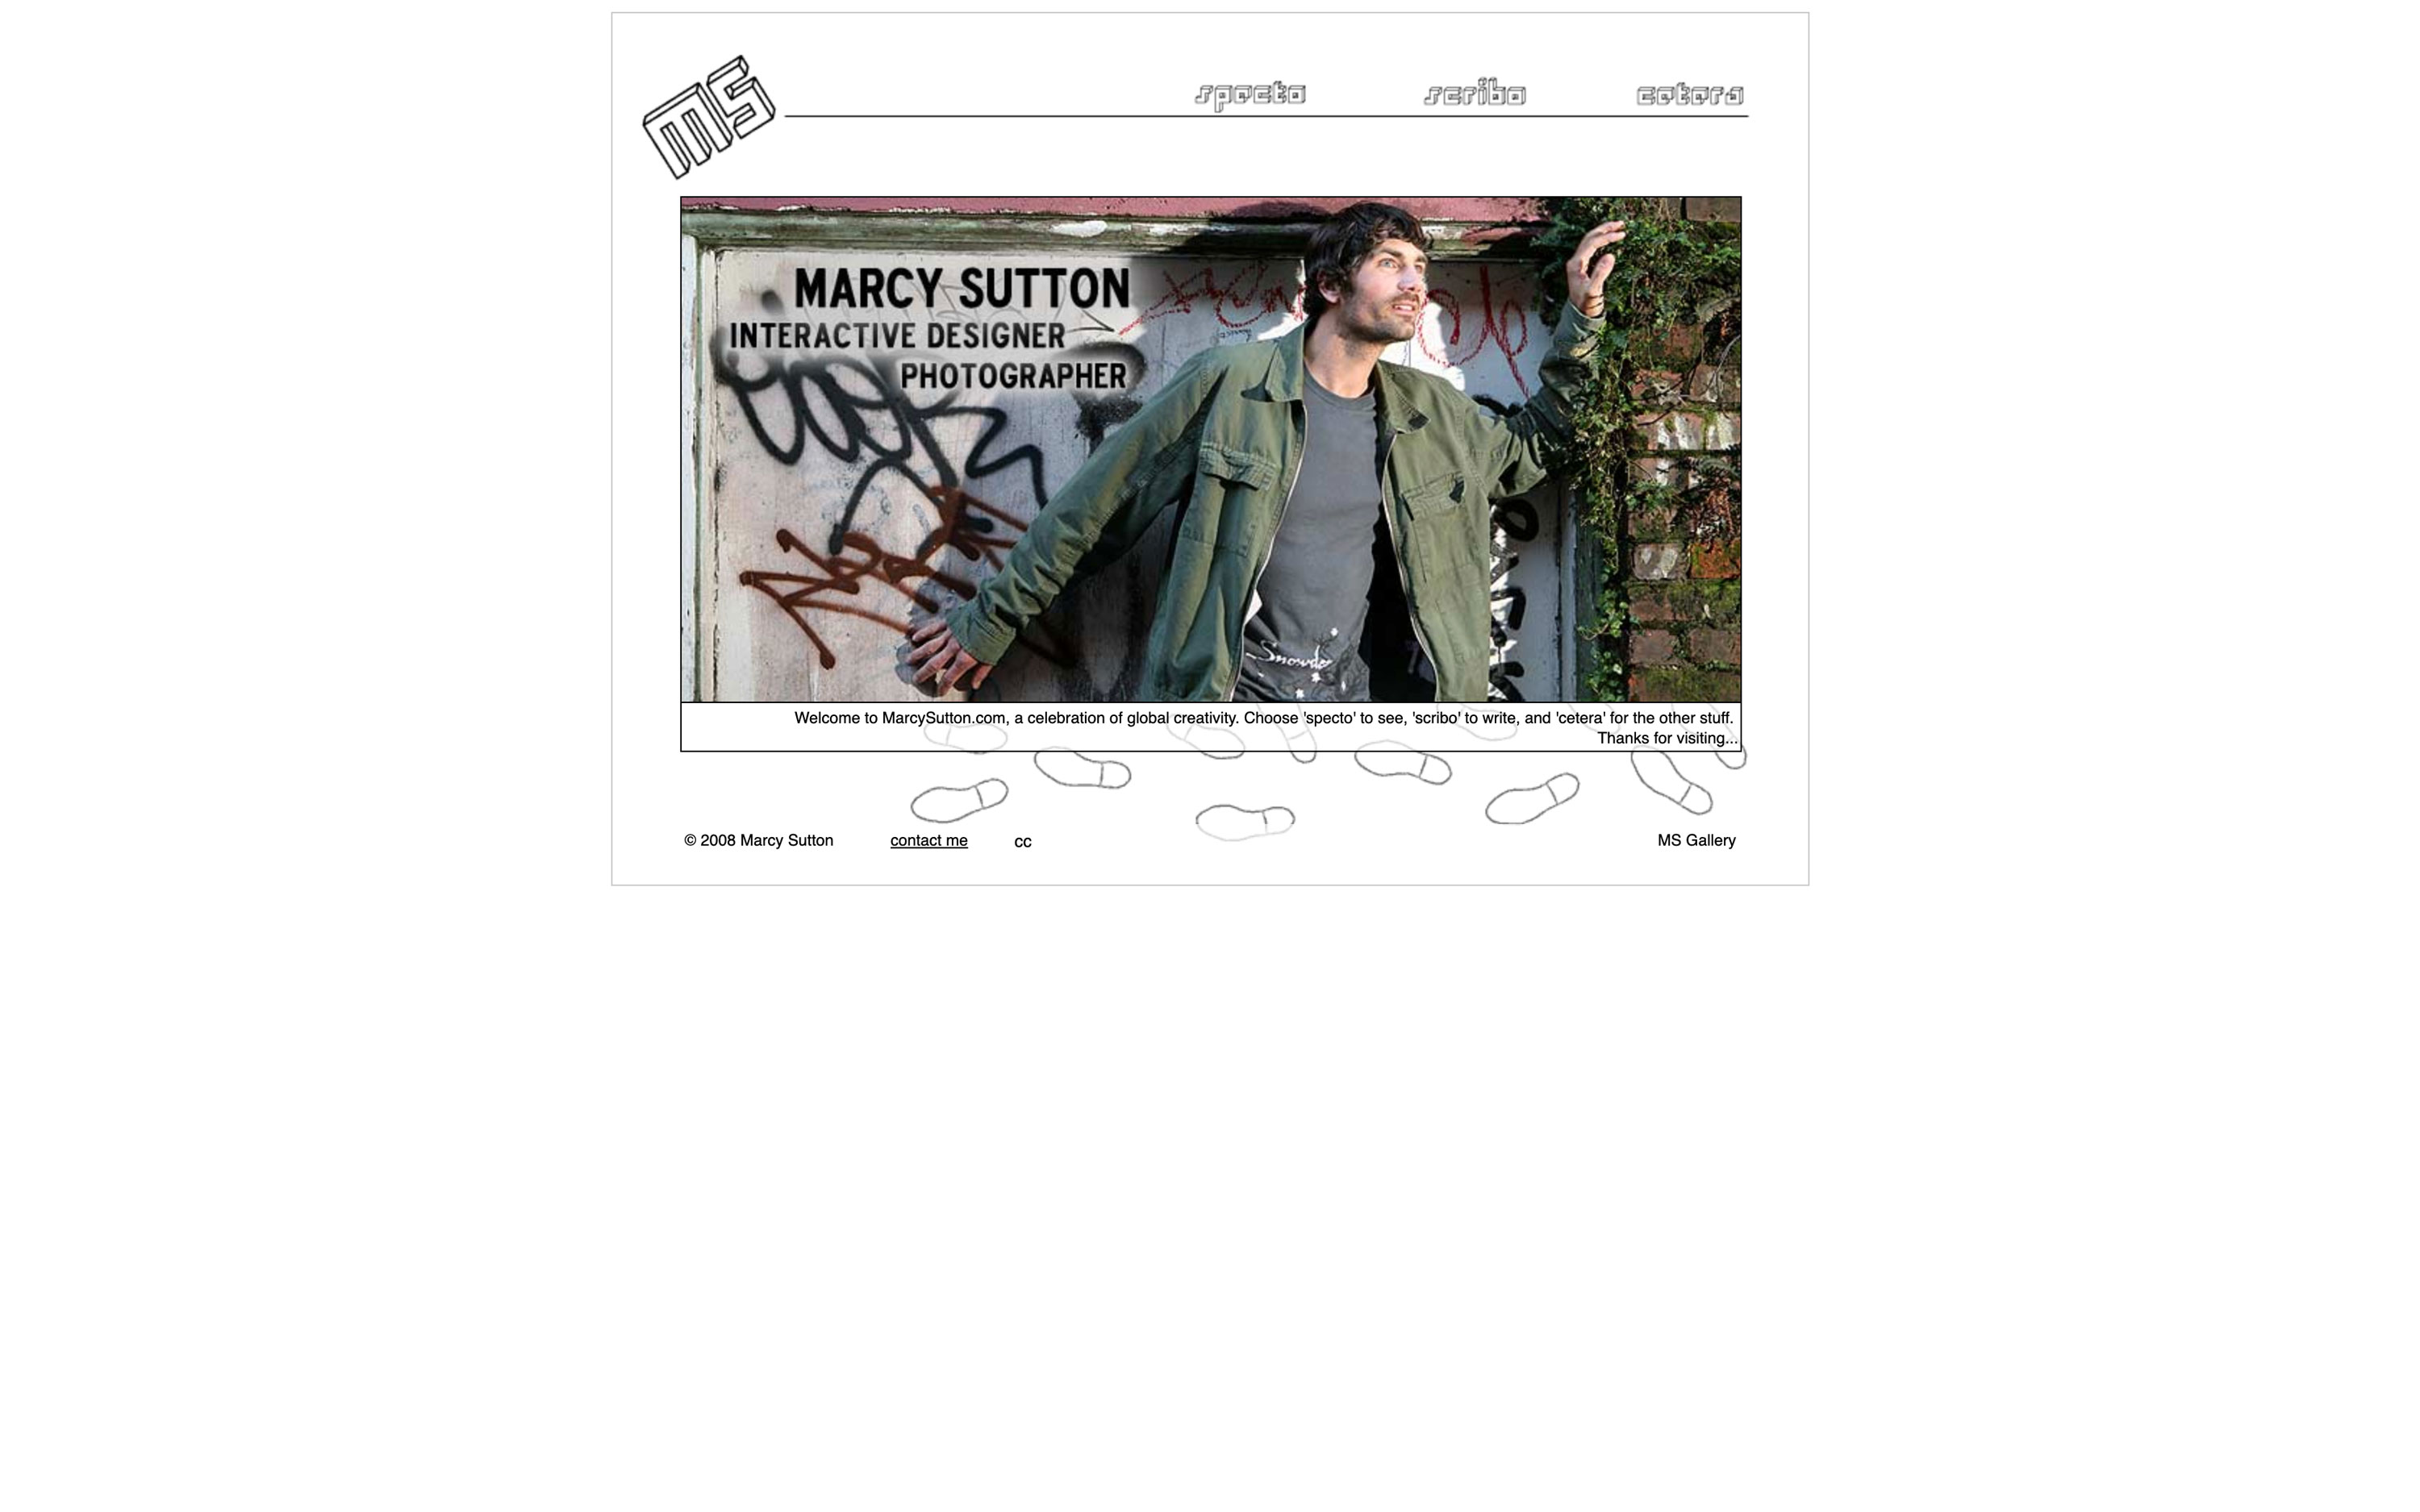 MS
specto
scribo
cetera
MARCY SUTTON
INTERACTIVE DESIGNER
PHOTOGRAPHER
Welcome to MarcySutton.com, a celebration of global creativity. Choose 'specto' to see, 'scribo' to write, and 'cetera' for the other stuff.
Thanks for visiting...
© 2008 Marcy Sutton
contact me
cc
MS Gallery